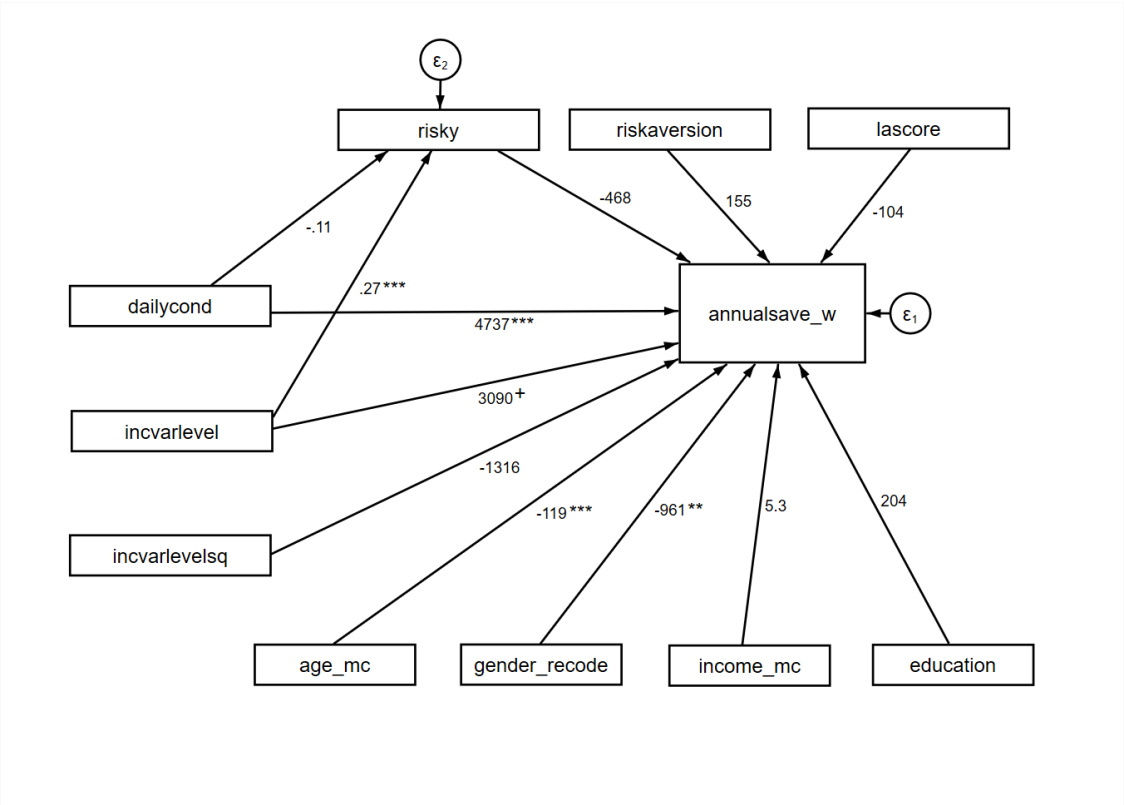 ε₂
risky
riskaversion
lascore
-468
155
-104
-.11
.27***
dailycond
4737***
annualsave_w
ε₁
3090+
incvarlevel
-1316
-119***
-961**
5.3
204
incvarlevelsq
age_mc
gender_recode
income_mc
education